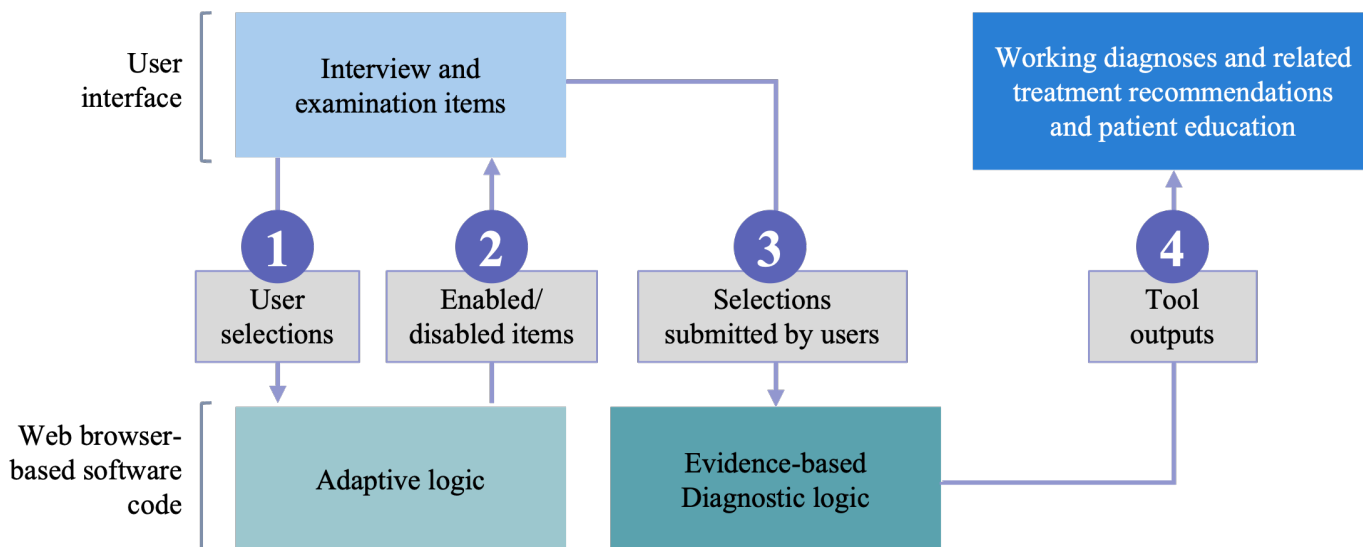 User
interface
Interview and
examination items
Working diagnoses and related
treatment recommendations
and patient education
1
2
3
4
User
selections
Enabled/
disabled items
Selections
submitted by users
Tool
outputs
Web browser-
based software
code
Adaptive logic
Evidence-based
Diagnostic logic